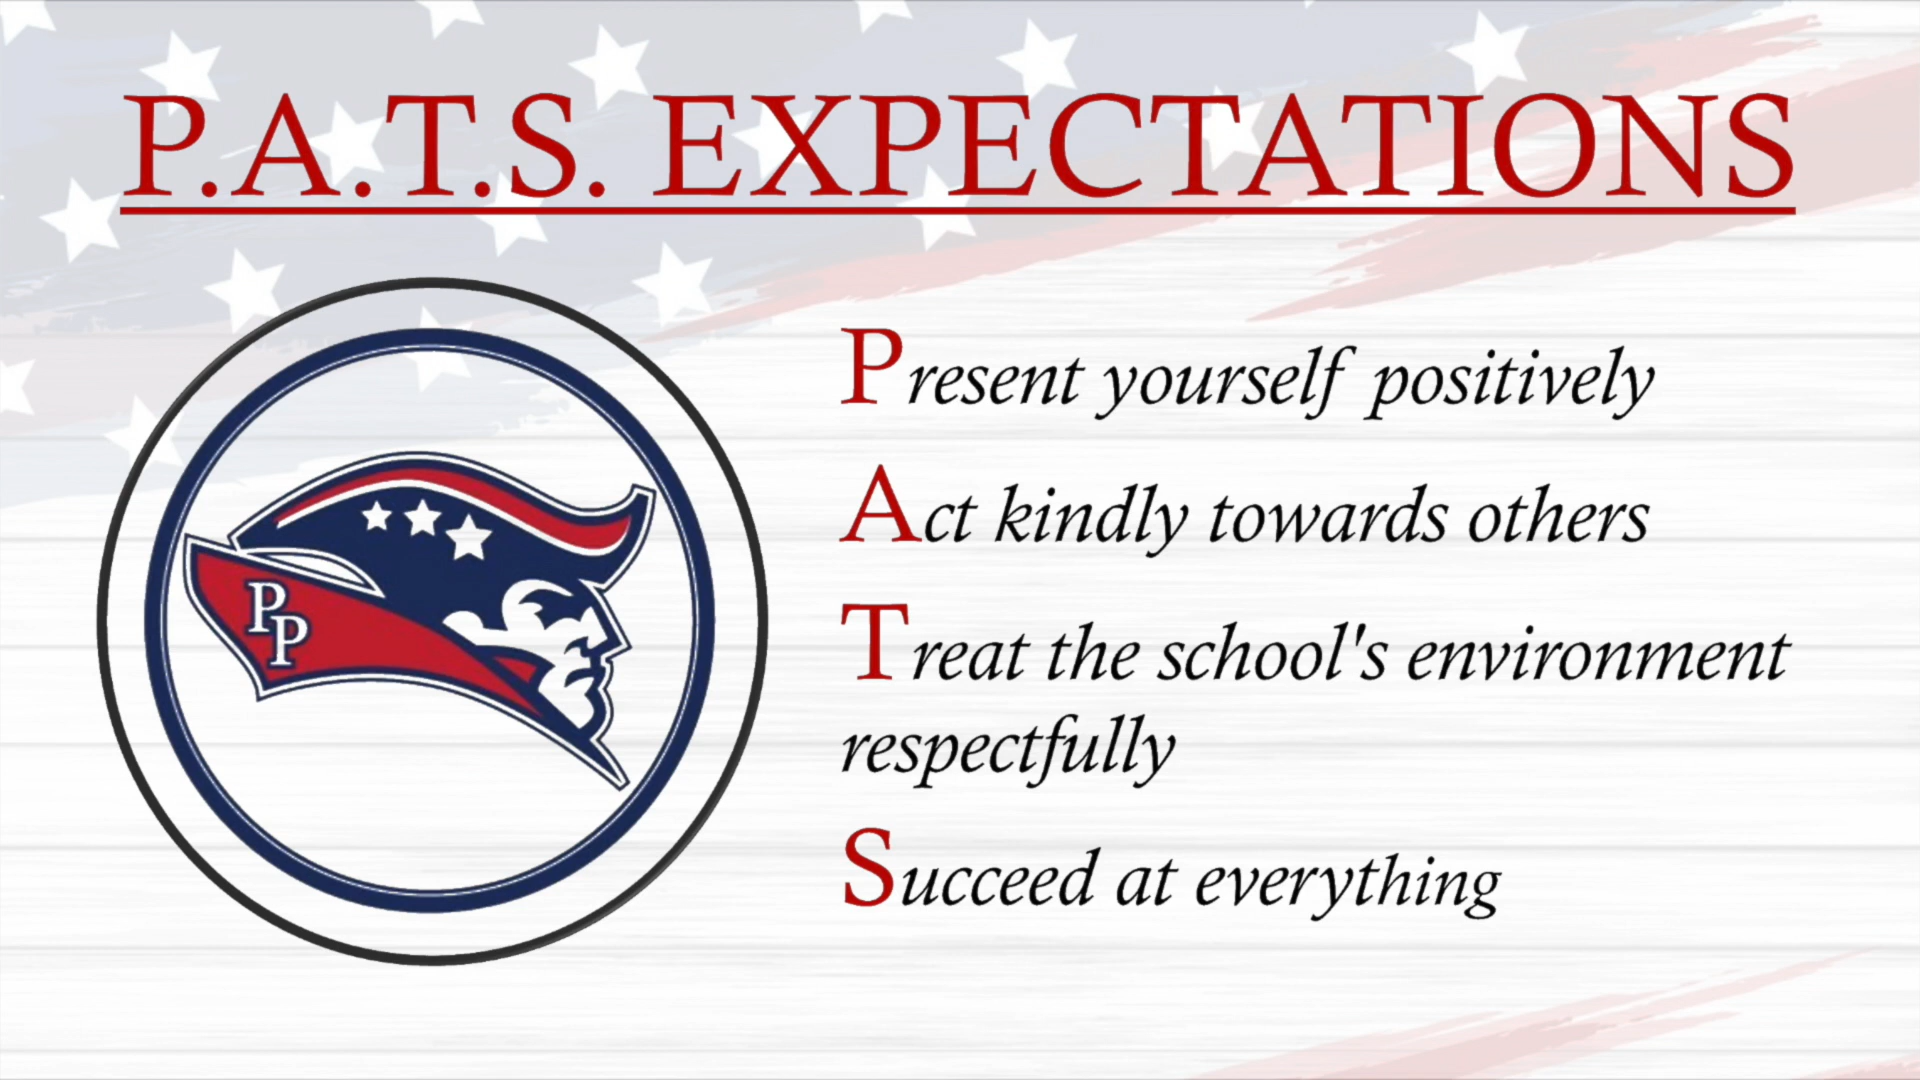 P.A.T.S. EXPECTATIONS
PP
Present yourself positively
Act kindly towards others
Treat the school's environment
respectfully
Succeed at everything